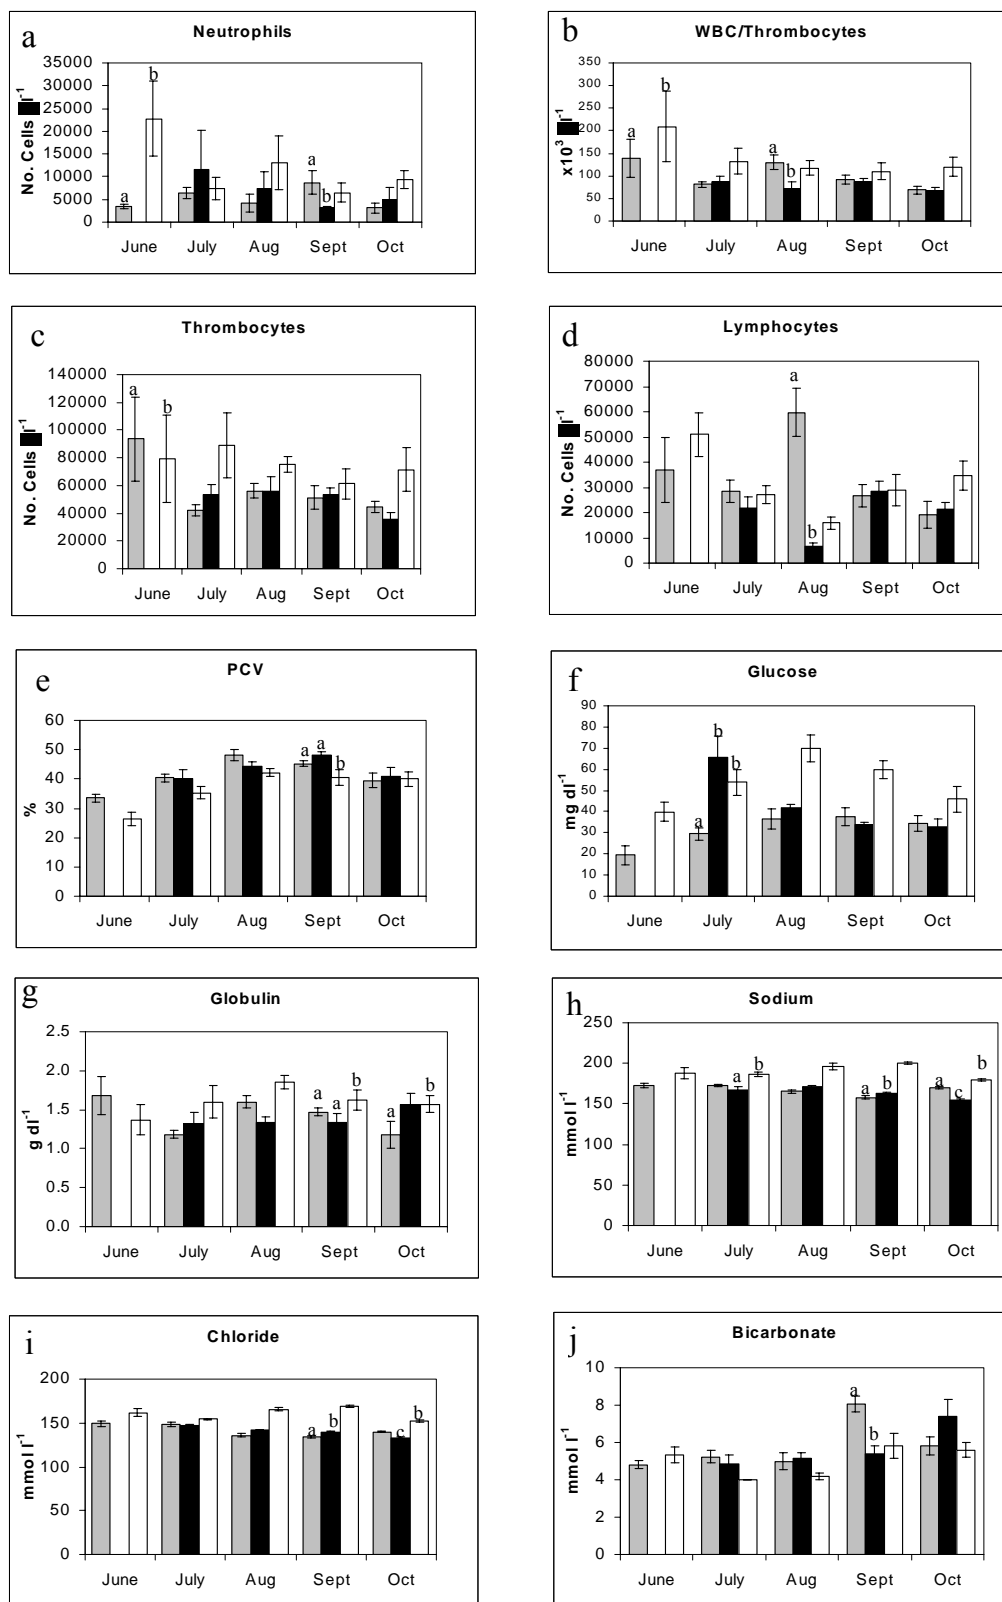 a
Neutrophils
No. Cells l-1
35000
30000
25000
20000
15000
10000
5000
0
a
b
a
b
June July Aug Sept Oct
b
WBC/Thrombocytes
x10³ l-1
350
300
250
200
150
100
50
0
a
b
a
b
June July Aug Sept Oct
c
Thrombocytes
No. Cells l-1
140000
120000
100000
80000
60000
40000
20000
0
a
b
June July Aug Sept Oct
d
Lymphocytes
No. Cells l-1
80000
70000
60000
50000
40000
30000
20000
10000
0
a
b
June July Aug Sept Oct
e
PCV
%
60
50
40
30
20
10
0
a a
b
June July Aug Sept Oct
f
Glucose
mg dl-1
90
80
70
60
50
40
30
20
10
0
a
b
b
June July Aug Sept Oct
g
Globulin
g dl-1
2.5
2.0
1.5
1.0
0.5
0.0
a a b
a b
June July Aug Sept Oct
h
Sodium
mmol l-1
250
200
150
100
50
0
a b
a b
a c b
June July Aug Sept Oct
i
Chloride
mmol l-1
200
150
100
50
0
a b
c b
June July Aug Sept Oct
j
Bicarbonate
mmol l-1
10
8
6
4
2
0
a
b
June July Aug Sept Oct